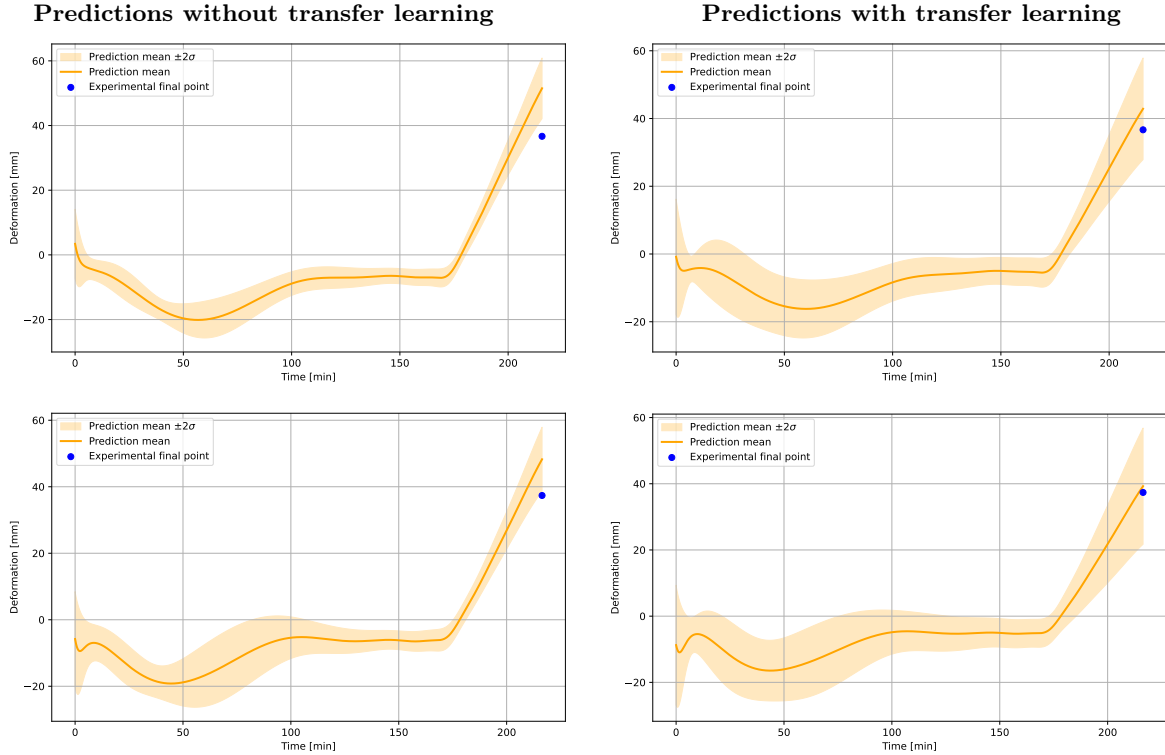 Predictions without transfer learning
Predictions with transfer learning
Prediction mean ±2σ
Prediction mean
Experimental final point
60
40
20
0
−20
Deformation [mm]
0 50 100 150 200
Time [min]
Prediction mean ±2σ
Prediction mean
Experimental final point
60
40
20
0
−20
Deformation [mm]
0 50 100 150 200
Time [min]
Prediction mean ±2σ
Prediction mean
Experimental final point
60
40
20
0
−20
Deformation [mm]
0 50 100 150 200
Time [min]
Prediction mean ±2σ
Prediction mean
Experimental final point
60
40
20
0
−20
Deformation [mm]
0 50 100 150 200
Time [min]